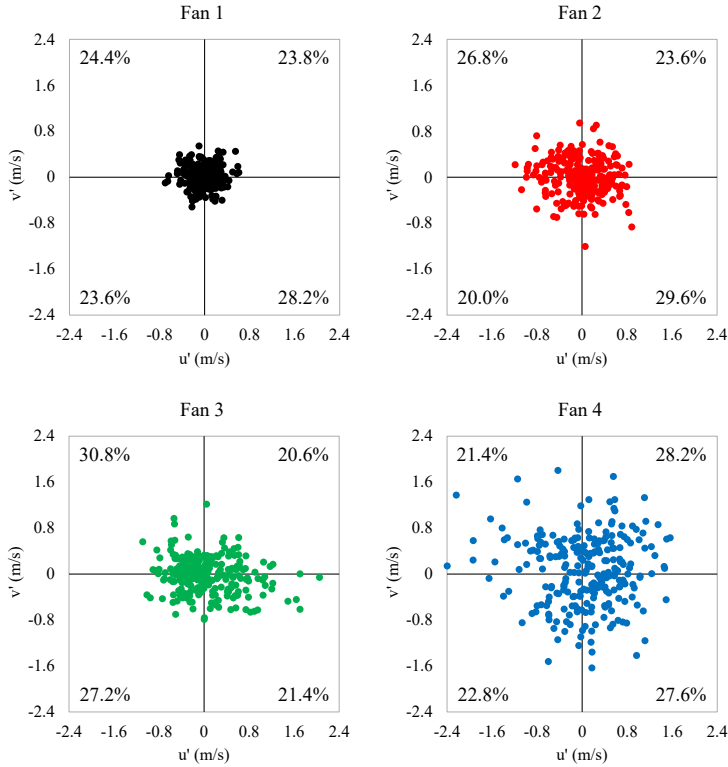 Fan 1
2.4
24.4%
23.8%
1.6
0.8
0
-0.8
-1.6
23.6%
28.2%
-2.4
-2.4 -1.6 -0.8 0 0.8 1.6 2.4
v' (m/s)
u' (m/s)
Fan 2
2.4
26.8%
23.6%
1.6
0.8
0
-0.8
-1.6
20.0%
29.6%
-2.4
-2.4 -1.6 -0.8 0 0.8 1.6 2.4
v' (m/s)
u' (m/s)
Fan 3
2.4
30.8%
20.6%
1.6
0.8
0
-0.8
-1.6
27.2%
21.4%
-2.4
-2.4 -1.6 -0.8 0 0.8 1.6 2.4
v' (m/s)
u' (m/s)
Fan 4
2.4
21.4%
28.2%
1.6
0.8
0
-0.8
-1.6
22.8%
27.6%
-2.4
-2.4 -1.6 -0.8 0 0.8 1.6 2.4
v' (m/s)
u' (m/s)